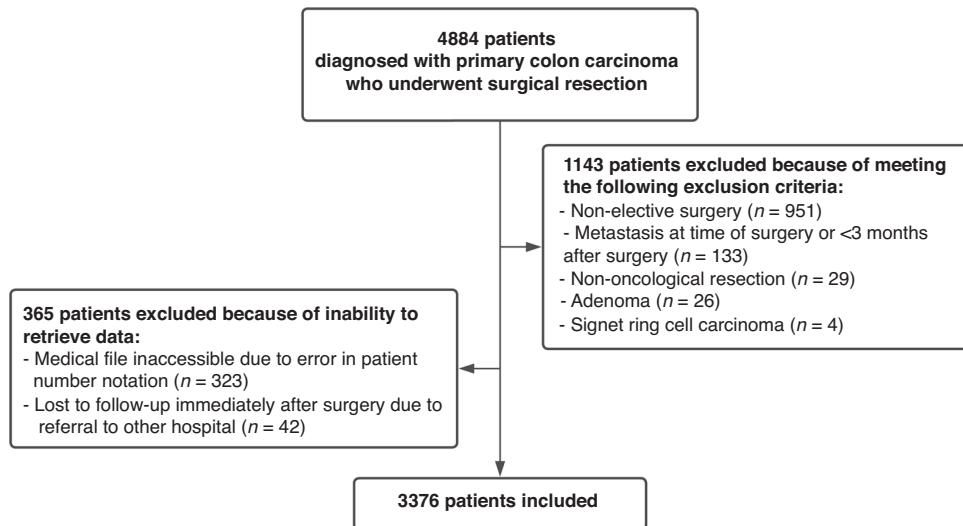 4884 patients
diagnosed with primary colon carcinoma
who underwent surgical resection
1143 patients excluded because of meeting
the following exclusion criteria:
- Non-elective surgery (n = 951)
- Metastasis at time of surgery or <3 months
after surgery (n = 133)
- Non-oncological resection (n = 29)
- Adenoma (n = 26)
- Signet ring cell carcinoma (n = 4)
365 patients excluded because of inability to
retrieve data:
- Medical file inaccessible due to error in patient
number notation (n = 323)
- Lost to follow-up immediately after surgery due to
referral to other hospital (n = 42)
3376 patients included